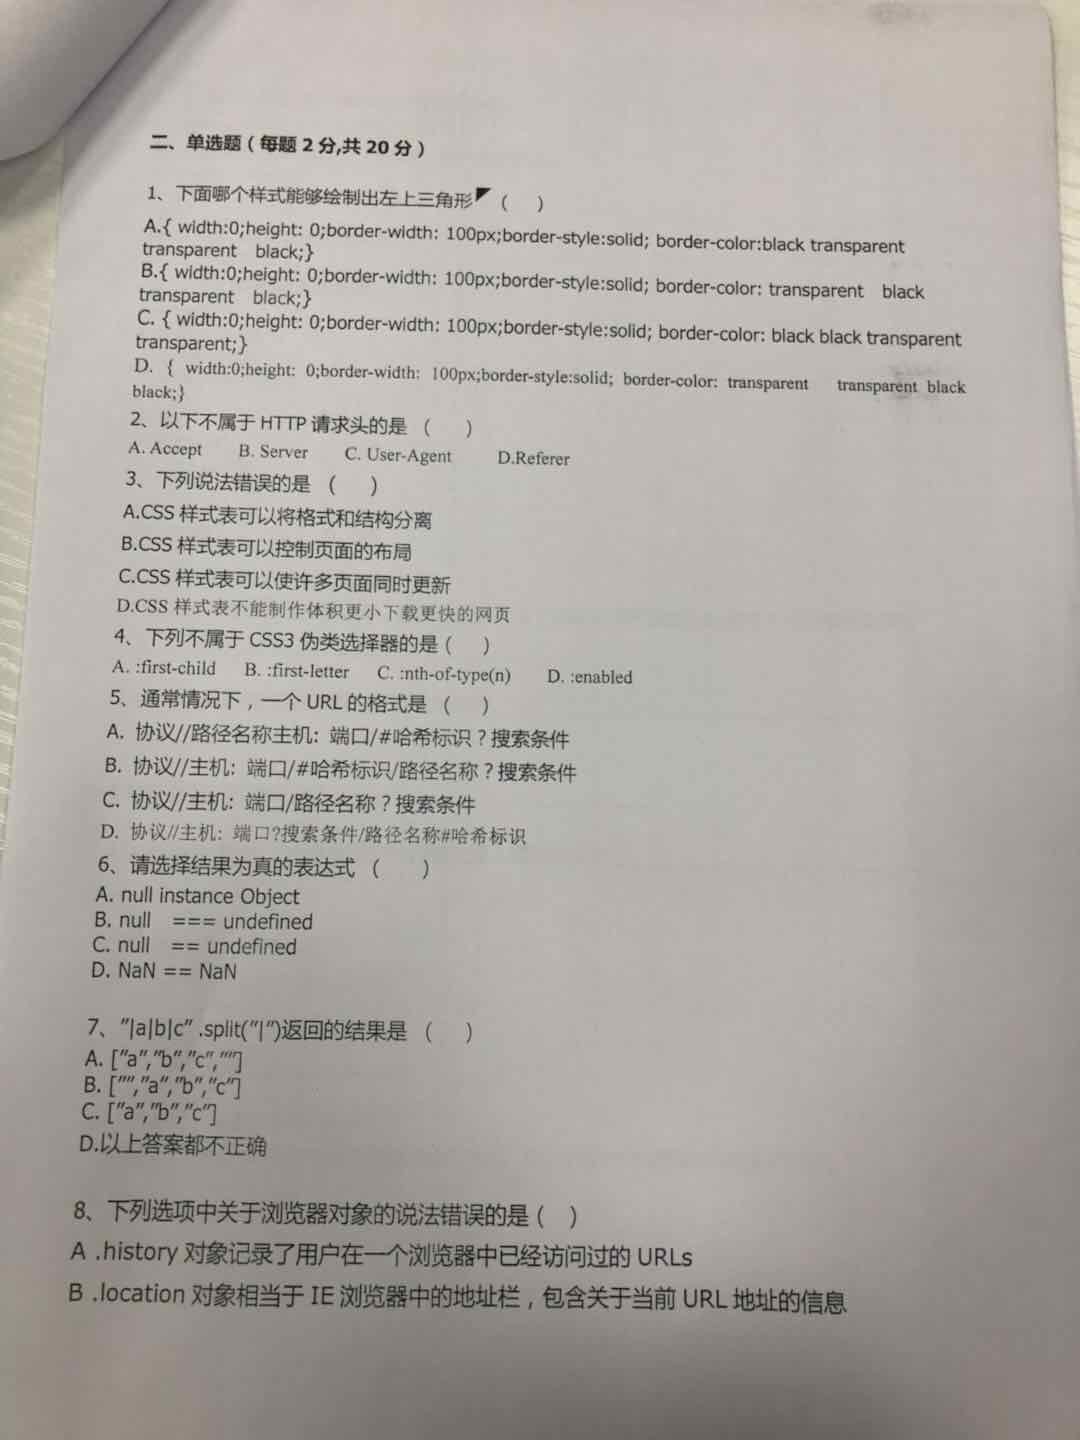 二、单选题（每题 2 分,共 20 分）
1、下面哪个样式能够绘制出左上三角形（ ）
A.{ width:0;height: 0;border-width: 100px;border-style:solid; border-color:black transparent
transparent black;}
B.{ width:0;height: 0;border-width: 100px;border-style:solid; border-color: transparent black
transparent black;}
C. { width:0;height: 0;border-width: 100px;border-style:solid; border-color: black black transparent
transparent;}
D. { width:0;height: 0;border-width: 100px;border-style:solid; border-color: transparent transparent black
black;}
2、以下不属于 HTTP 请求头的是 （ ）
A. Accept B. Server C. User-Agent D.Referer
3、下列说法错误的是 （ ）
A.CSS 样式表可以将格式和结构分离
B.CSS 样式表可以控制页面的布局
C.CSS 样式表可以使许多页面同时更新
D.CSS 样式表不能制作体积更小下载更快的网页
4、下列不属于 CSS3 伪类选择器的是（ ）
A. :first-child B. :first-letter C. :nth-of-type(n) D. :enabled
5、通常情况下，一个 URL 的格式是 （ ）
A. 协议//路径名称主机: 端口/#哈希标识？搜索条件
B. 协议//主机: 端口/#哈希标识/路径名称？搜索条件
C. 协议//主机: 端口/路径名称？搜索条件
D. 协议//主机: 端口?搜索条件/路径名称#哈希标识
6、请选择结果为真的表达式 （ ）
A. null instance Object
B. null === undefined
C. null == undefined
D. NaN == NaN
7、"|a|b|c" .split("|")返回的结果是 （ ）
A. ["a","b","c",""]
B. ["","a","b","c"]
C. ["a","b","c"]
D.以上答案都不正确
8、下列选项中关于浏览器对象的说法错误的是（ ）
A .history 对象记录了用户在一个浏览器中已经访问过的 URLs
B .location 对象相当于 IE 浏览器中的地址栏，包含关于当前 URL 地址的信息